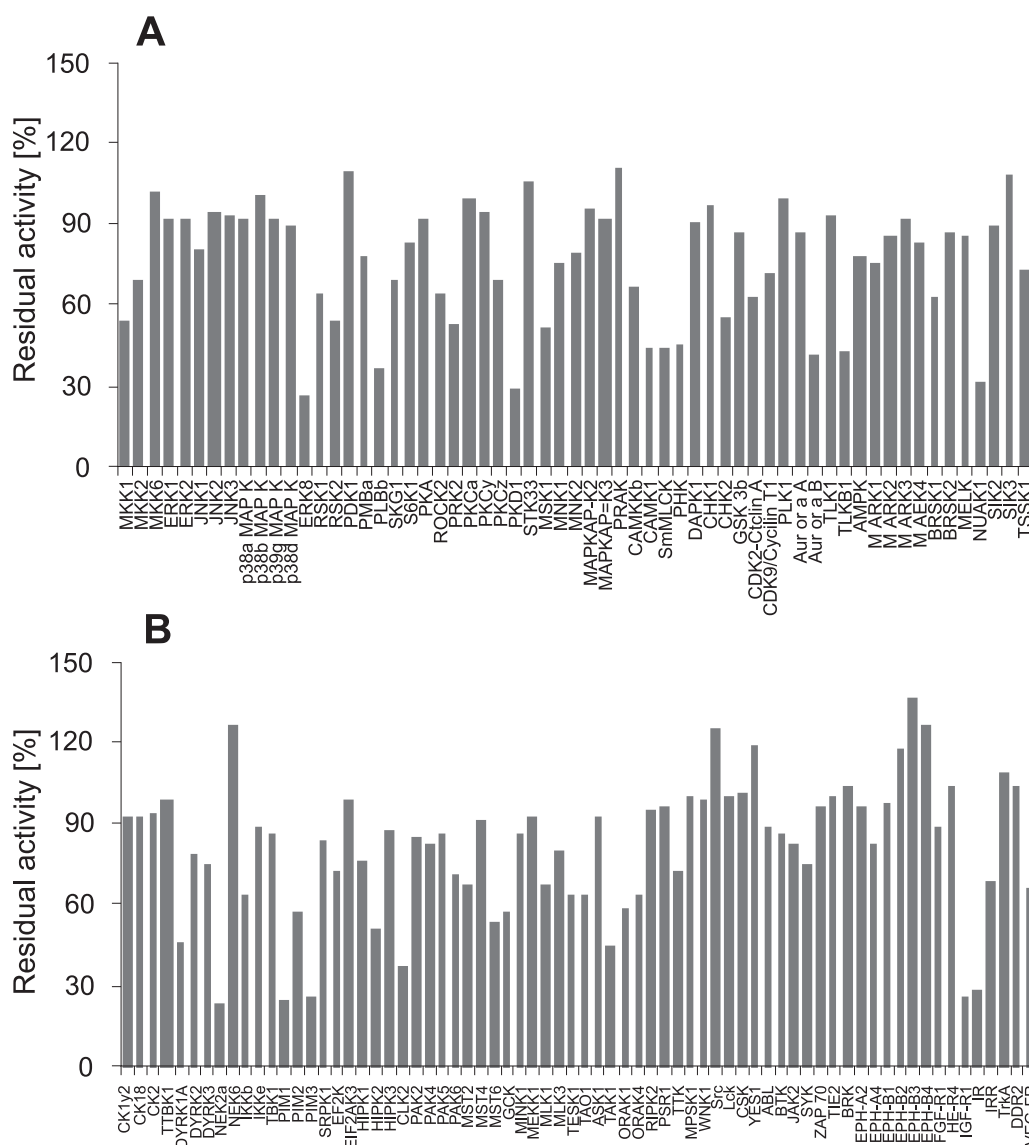 A
150
120
90
60
30
0
Residual activity [%]
MKK1
MKK2
MKK6
ERK1
ERK2
JNK1
JNK2
JNK3
p38a MAP K
p38b MAP K
p39g MAP K
p38d MAP K
ERK8
RSK1
RSK2
PDK1
PMBa
PLBb
SKG1
S6K1
PKA
ROCK2
PRK2
PKCa
PKCy
PKCz
PKD1
STK33
MSK1
MNK1
MNK2
MAPKAP-K2
MAPKAP=K3
PRAK
CAMKKb
CAMK1
SmMLCK
PHK
DAPK1
CHK1
CHK2
GSK 3b
CDK2-Ctclin A
CDK9/Cyclin T1
PLK1
Aur or a A
Aur or a B
TLK1
TLKB1
AMPK
M ARK1
M ARK2
M ARK3
M AEK4
BRSK1
BRSK2
MELK
NUAK1
SIK2
SIK3
TSSK1
B
150
120
90
60
30
0
Residual activity [%]
CK1y2
CK18
CK2
TTBK1
DYRK1A
DYRK2
DYRK3
NEK2a
NEK6
IKKb
IKKe
TBK1
PIM1
PIM2
PIM3
SRPK1
EF2K
EIF2AK3
HIPK1
HIPK2
HIPK3
CLK2
PAK2
PAK4
PAK5
PAK6
MST2
MST4
MST6
GCK
MINK1
MEKK1
MLK1
MLK3
TESK1
TAO1
ASK1
TAK1
ORAK1
ORAK4
RIPK2
PSR1
TTK
MPSK1
WNK1
Src
Lck
CSK
YES1
ABL
BTK
JAK2
SYK
ZAP 70
TIE2
BRK
EPH-A2
EPH-A4
EPH-B1
EPH-B2
EPH-B3
EPH-B4
FGF-R1
HE-R4
IGF-R1
IR
IRR
TrkA
DDR2